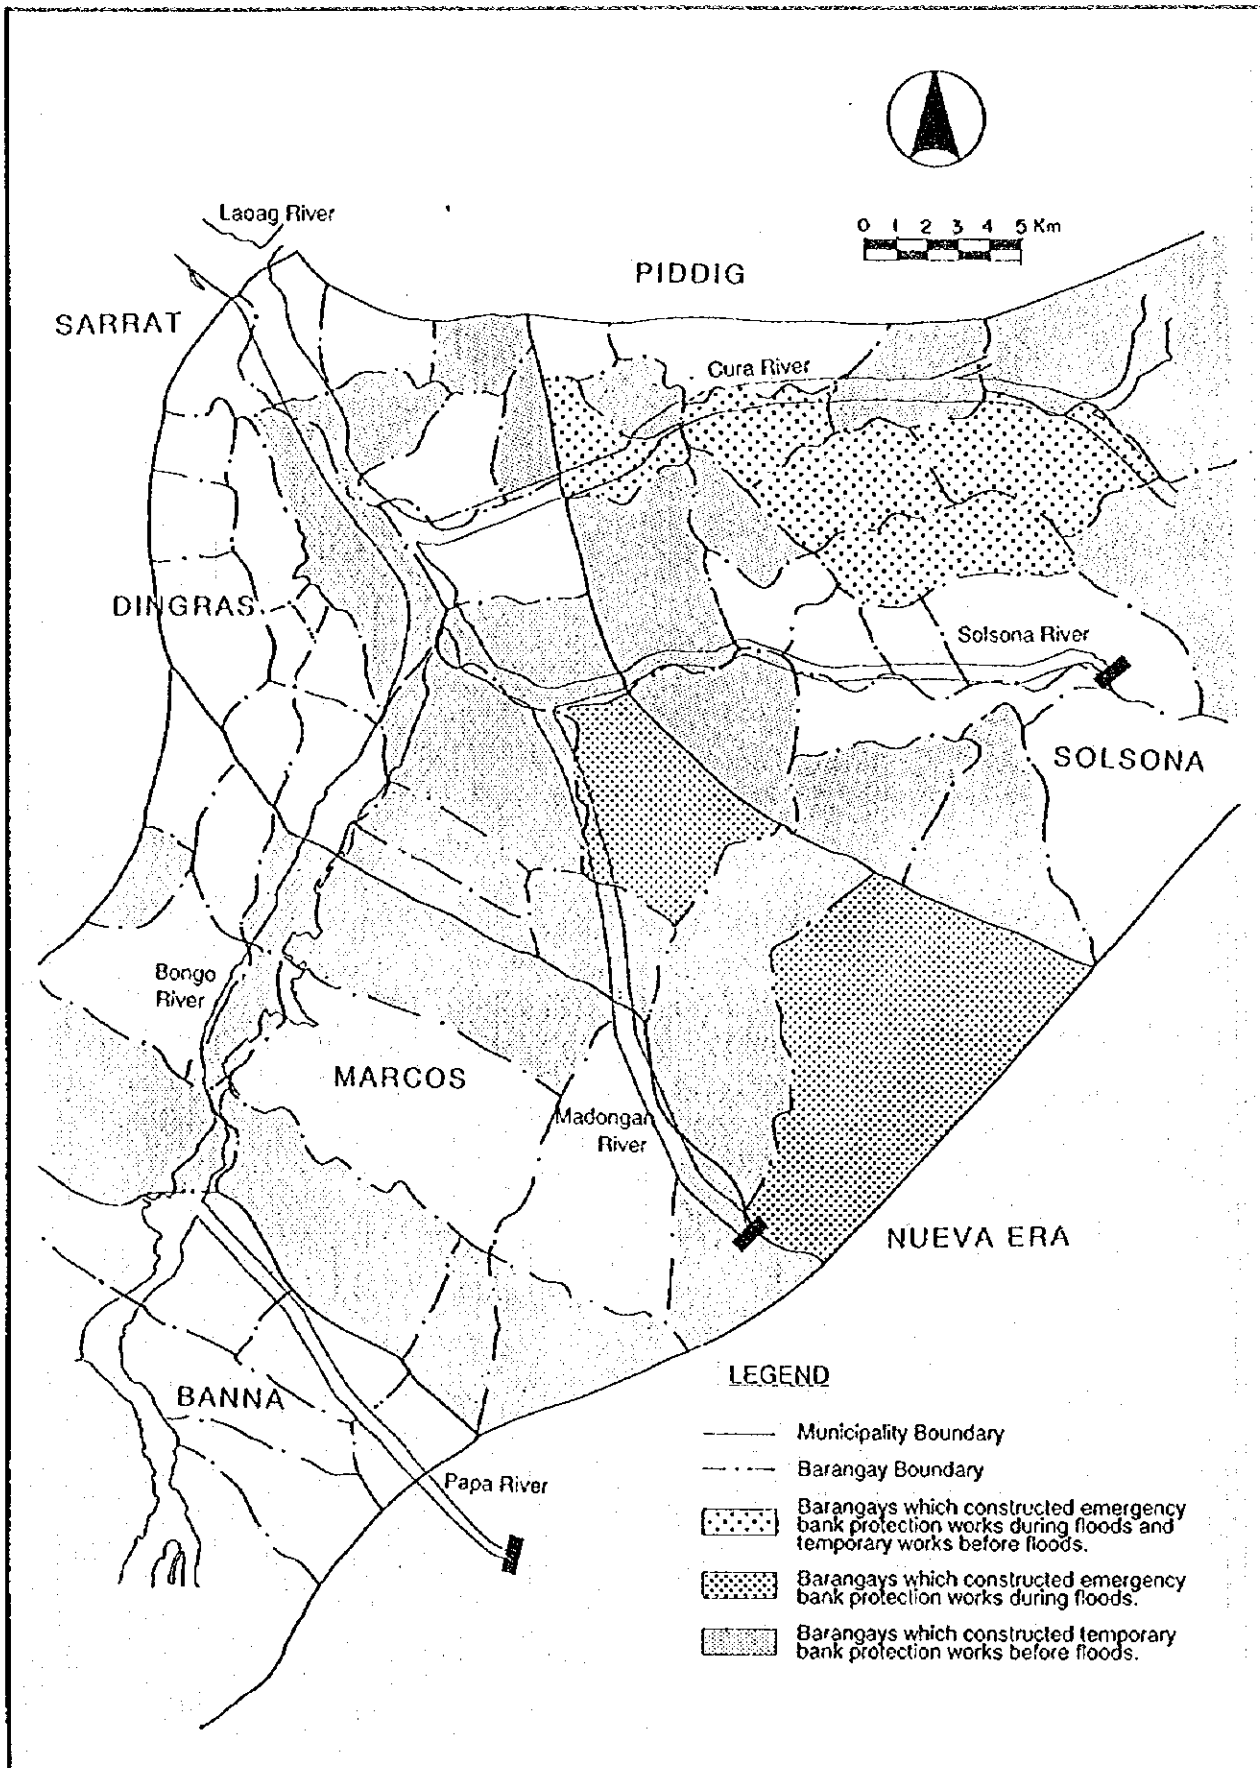 Laoag River
0 1 2 3 4 5 Km
PIDDIG
SARRAT
Cura River
DINGRAS
Solsona River
SOLSONA
Bongo
River
MARCOS
Madongan
River
NUEVA ERA
LEGEND
BANNA
Municipality Boundary
Barangay Boundary
Papa River
Barangays which constructed emergency
bank protection works during floods and
temporary works before floods.
Barangays which constructed emergency
bank protection works during floods.
Barangays which constructed temporary
bank protection works before floods.